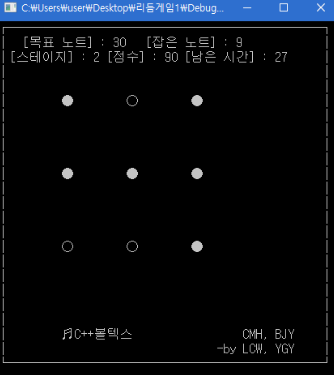 C:₩Users₩user₩Desktop₩리듬게임1₩Debug...
[목표 노트] : 30 [잡은 노트] : 9
[스테이지] : 2 [점수] : 90 [남은 시간] : 27
♬C++볼텍스
CMH, BJY
-by LCW, YGY